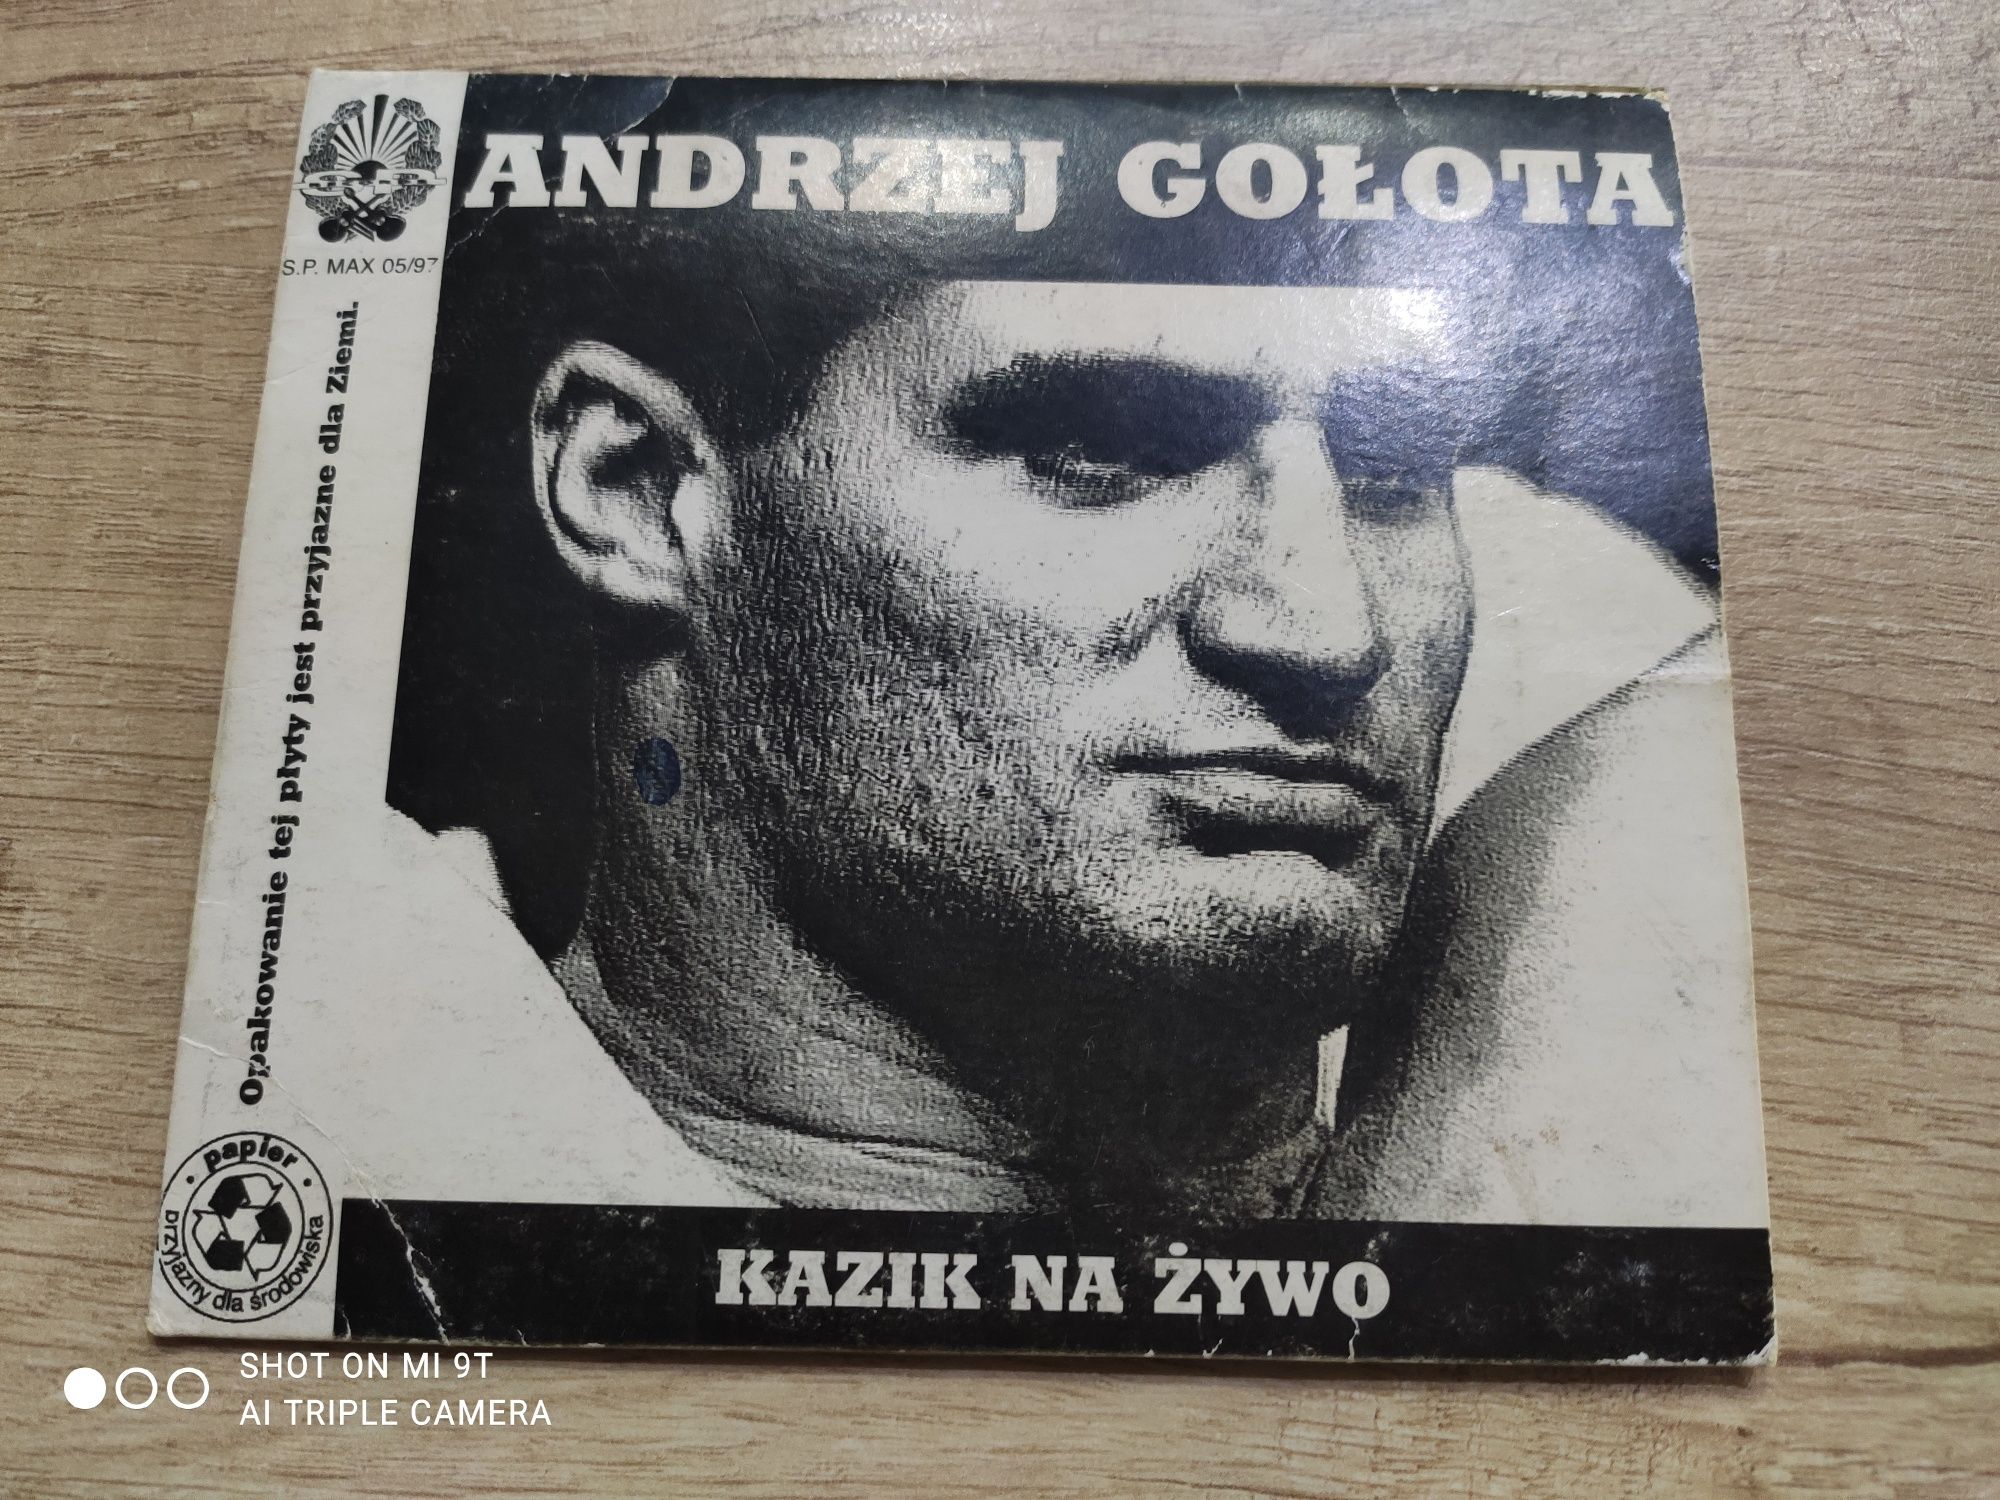 ANDRZEJ GOŁOTA
S.P. MAX 05/97
Opakowanie tej płyty jest przyjazne dla Ziemi.
papier
przyjazny dla środowiska
KAZIK NA ŻYWO
SHOT ON MI 9T
AI TRIPLE CAMERA